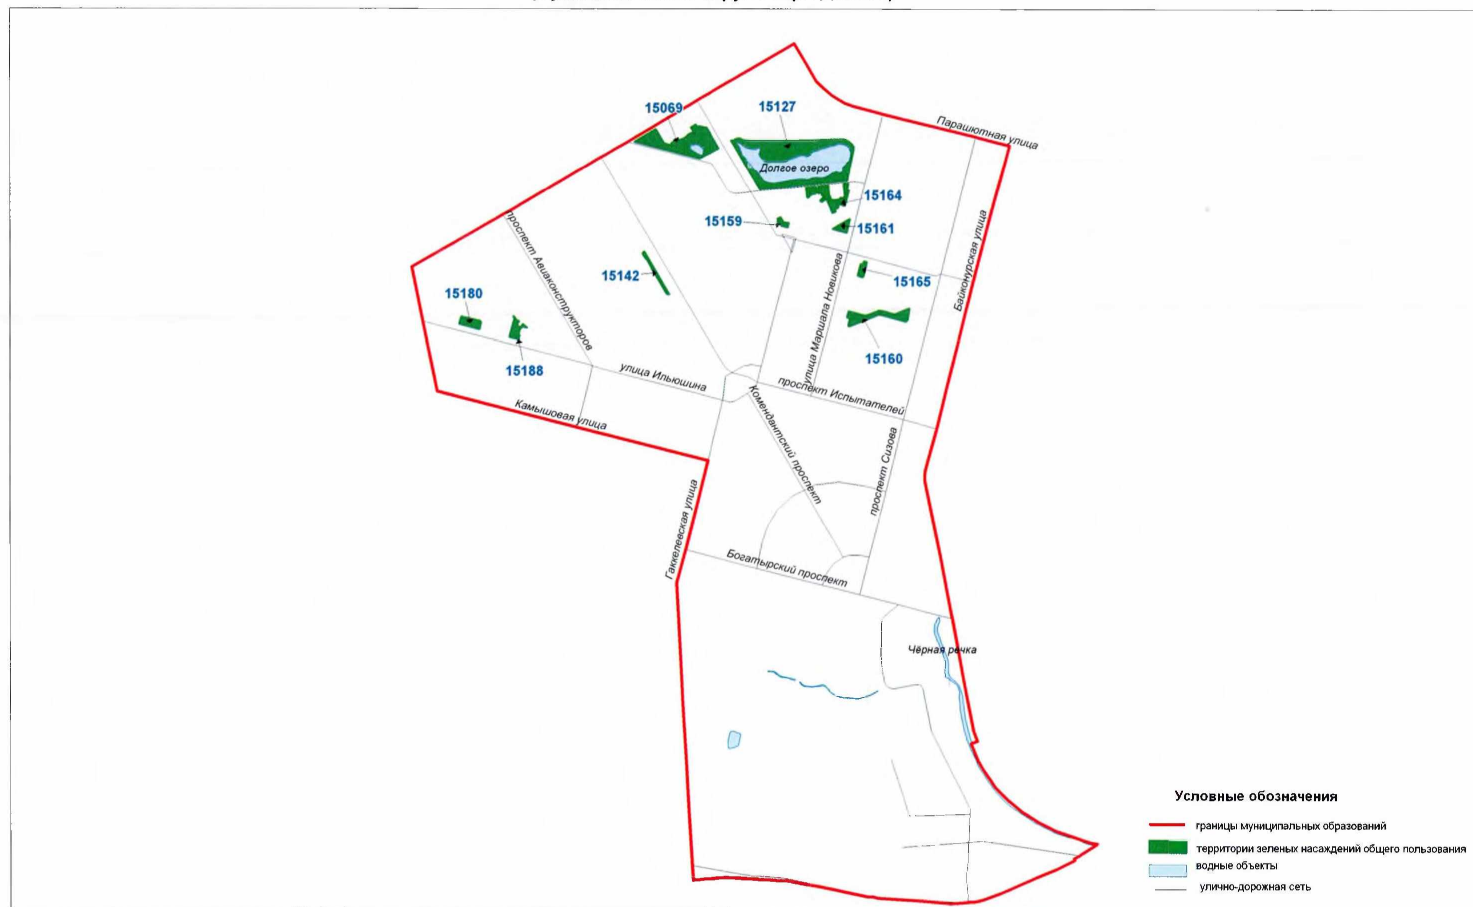 15069
15127
Парашютная улица
Долгое озеро
15164
15159
15161
Байконурская улица
проспект Авиаконструкторов
15142
15165
улица Маршала Новикова
15180
15160
15188
улица Ильюшина
проспект Испытателей
Камышовая улица
Комендантский проспект
проспект Сизова
Гаккелевская улица
Богатырский проспект
Чёрная речка
Условные обозначения
границы муниципальных образований
территории зеленых насаждений общего пользования
водные объекты
улично-дорожная сеть